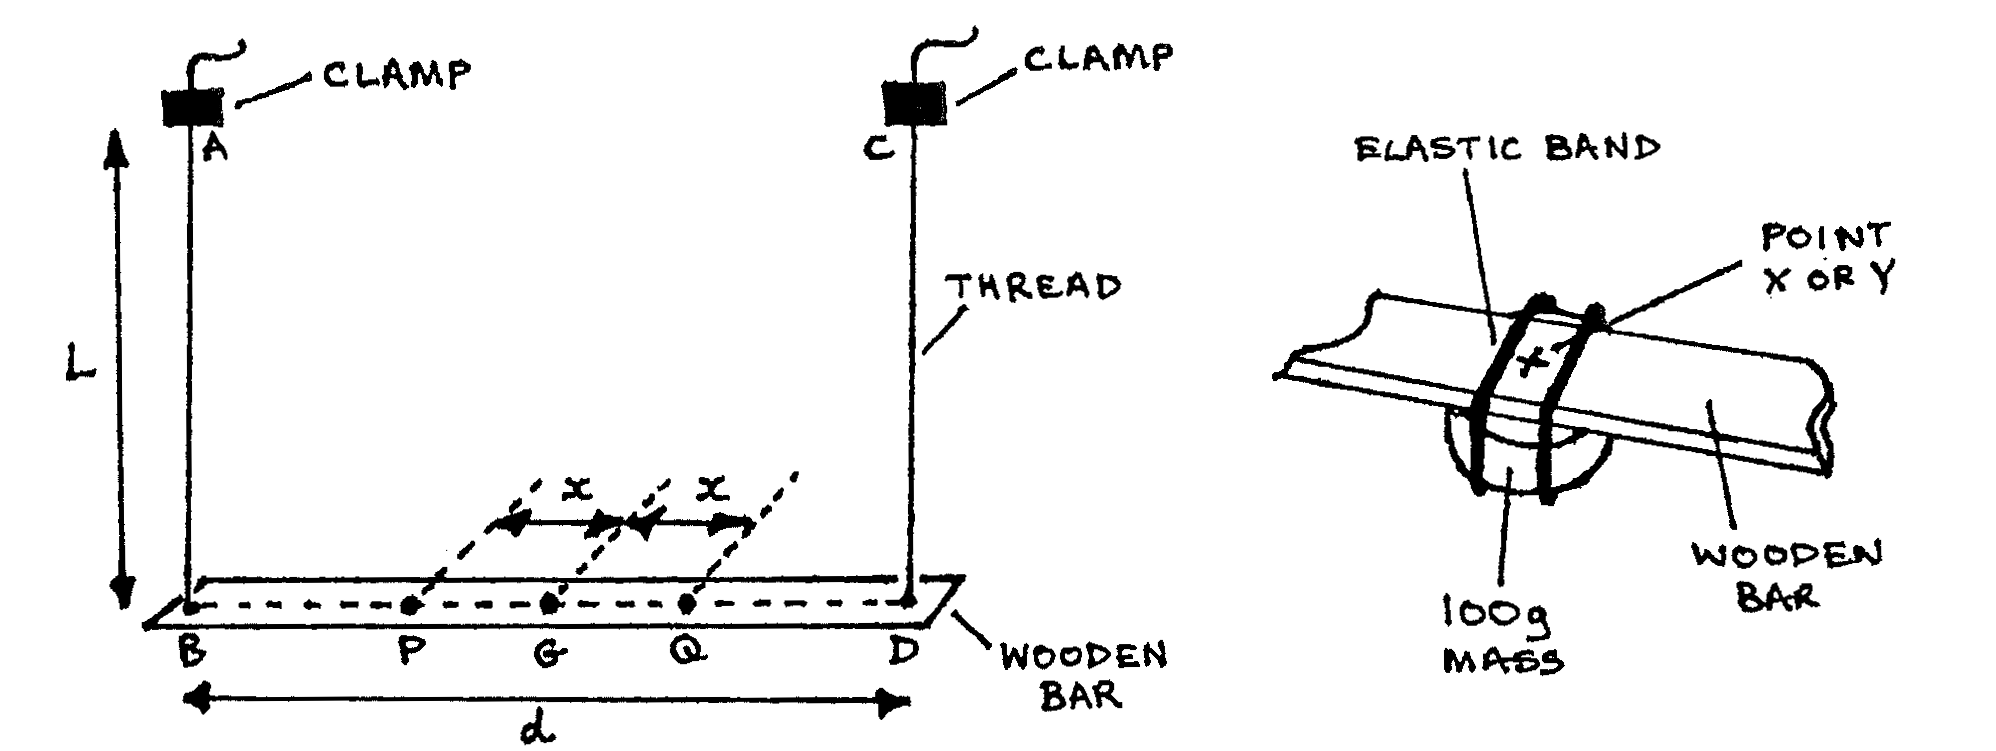 CLAMP
CLAMP
A
C
ELASTIC BAND
POINT
X OR Y
THREAD
L
x
x
B
P
G
Q
D
WOODEN
BAR
d
100g
MASS
WOODEN
BAR